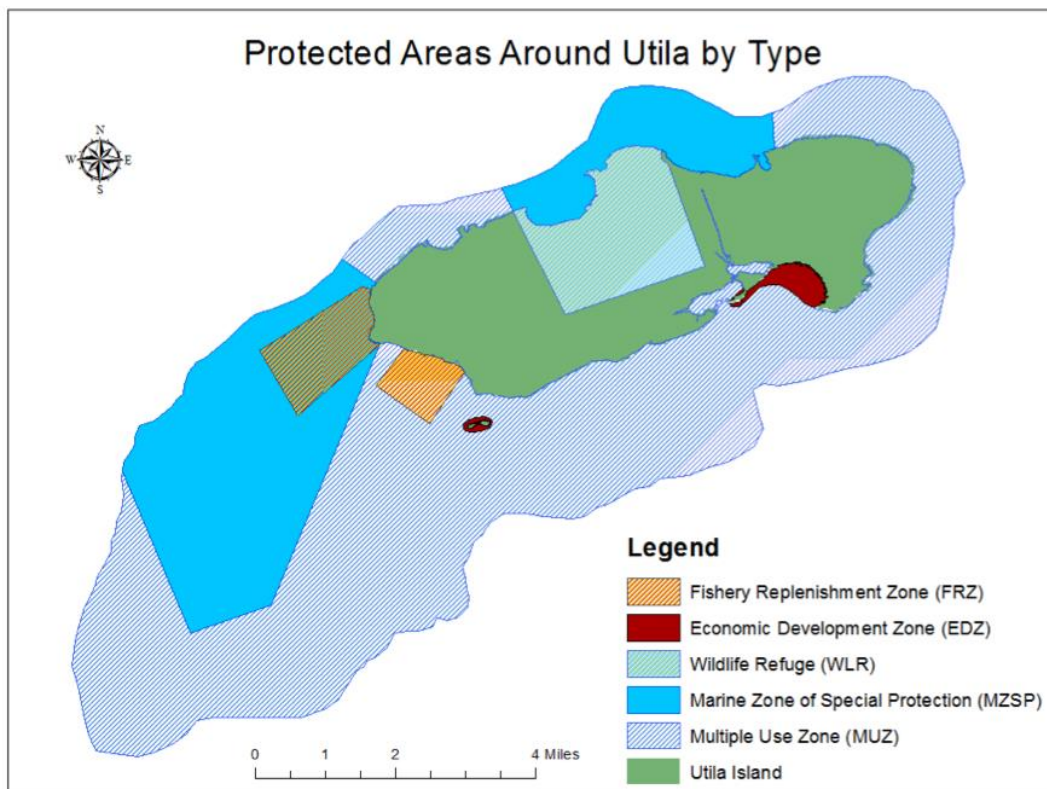 Protected Areas Around Utila by Type
N
W E
S
Legend
Fishery Replenishment Zone (FRZ)
Economic Development Zone (EDZ)
Wildlife Refuge (WLR)
Marine Zone of Special Protection (MZSP)
Multiple Use Zone (MUZ)
Utila Island
0 1 2 4 Miles